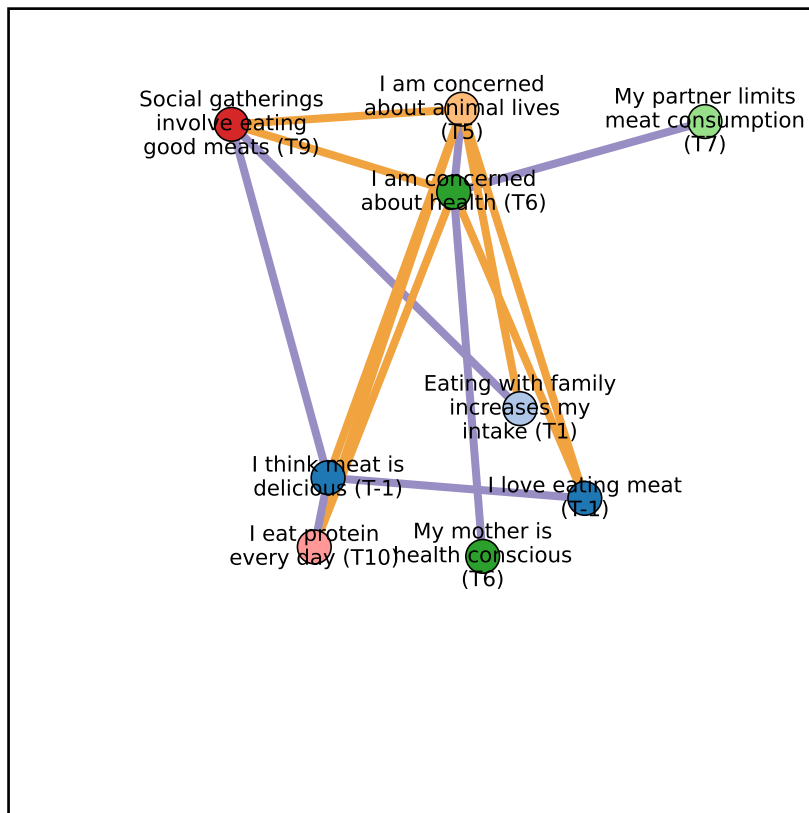 Social gatherings
involve eating
good meats (T9)
I am concerned
about animal lives
(T5)
My partner limits
meat consumption
(T7)
I am concerned
about health (T6)
Eating with family
increases my
intake (T1)
I think meat is
delicious (T-1)
I love eating meat
(T-1)
I eat protein
every day (T10)
My mother is
health conscious
(T6)